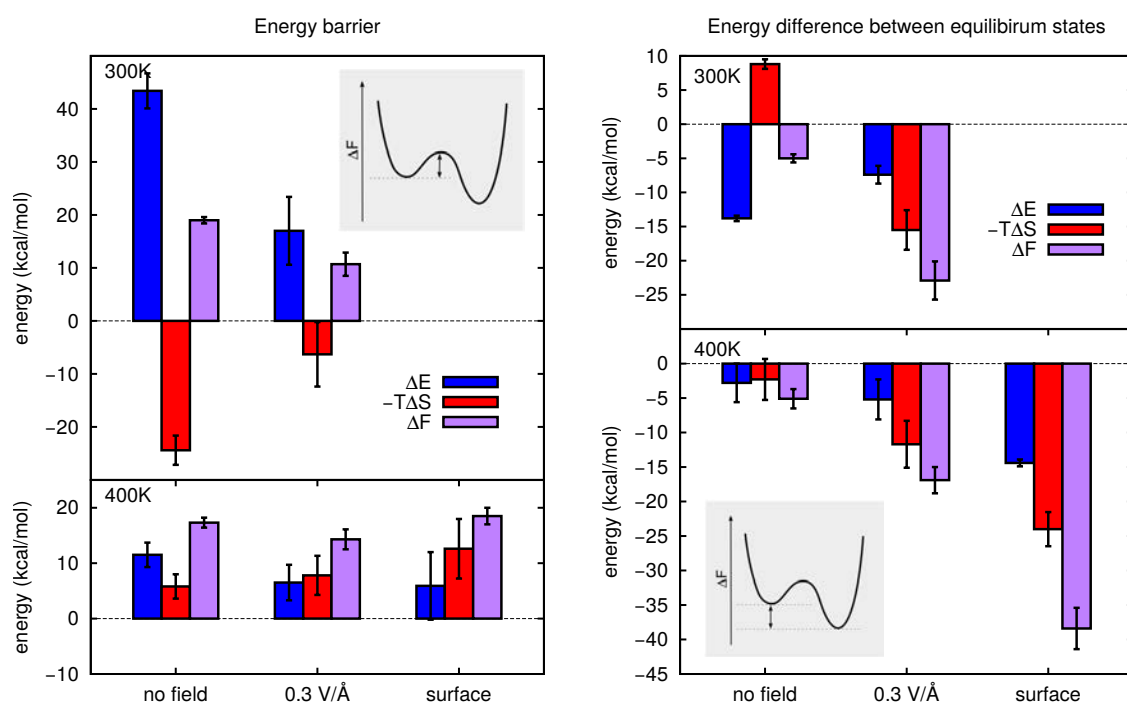 Energy barrier
300K
40
30
20
10
0
−10
−20
energy (kcal/mol)
ΔF
ΔE
−TΔS
ΔF
400K
20
10
0
−10
energy (kcal/mol)
no field
0.3 V/Å
surface
Energy difference between equilibirum states
300K
10
5
0
−5
−10
−15
−20
−25
energy (kcal/mol)
ΔE
−TΔS
ΔF
400K
0
−5
−10
−15
−20
−25
−30
−35
−40
−45
energy (kcal/mol)
ΔF
no field
0.3 V/Å
surface